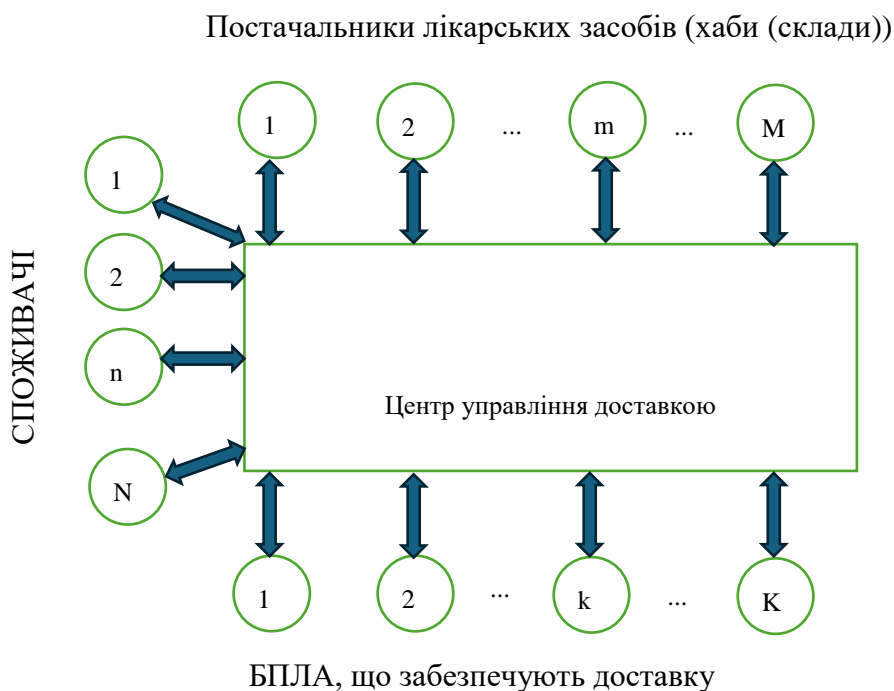 Постачальники лікарських засобів (хаби (склади))
1
2
...
m
...
M
СПОЖИВАЧІ
1
2
n
N
Центр управління доставкою
1
2
...
k
...
K
БПЛА, що забезпечують доставку